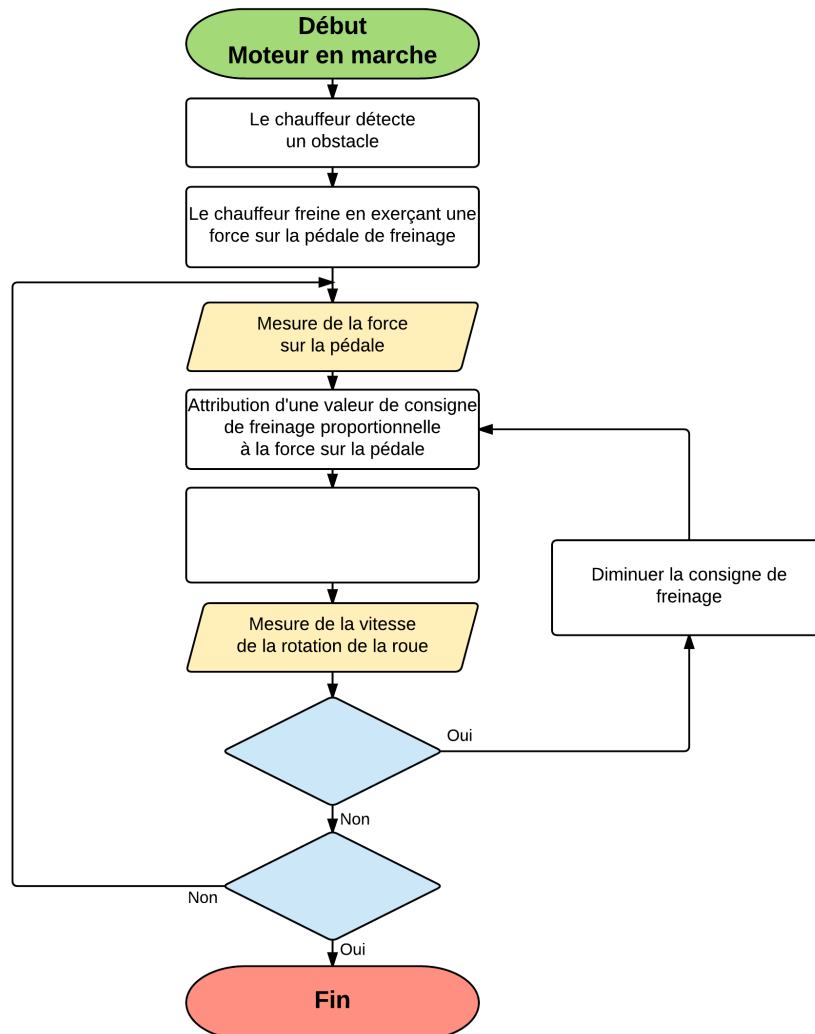 Début
Moteur en marche
Le chauffeur détecte
un obstacle
Le chauffeur freine en exerçant une
force sur la pédale de freinage
Mesure de la force
sur la pédale
Attribution d'une valeur de consigne
de freinage proportionnelle
à la force sur la pédale
Diminuer la consigne de
freinage
Mesure de la vitesse
de la rotation de la roue
Oui
Non
Non
Oui
Fin